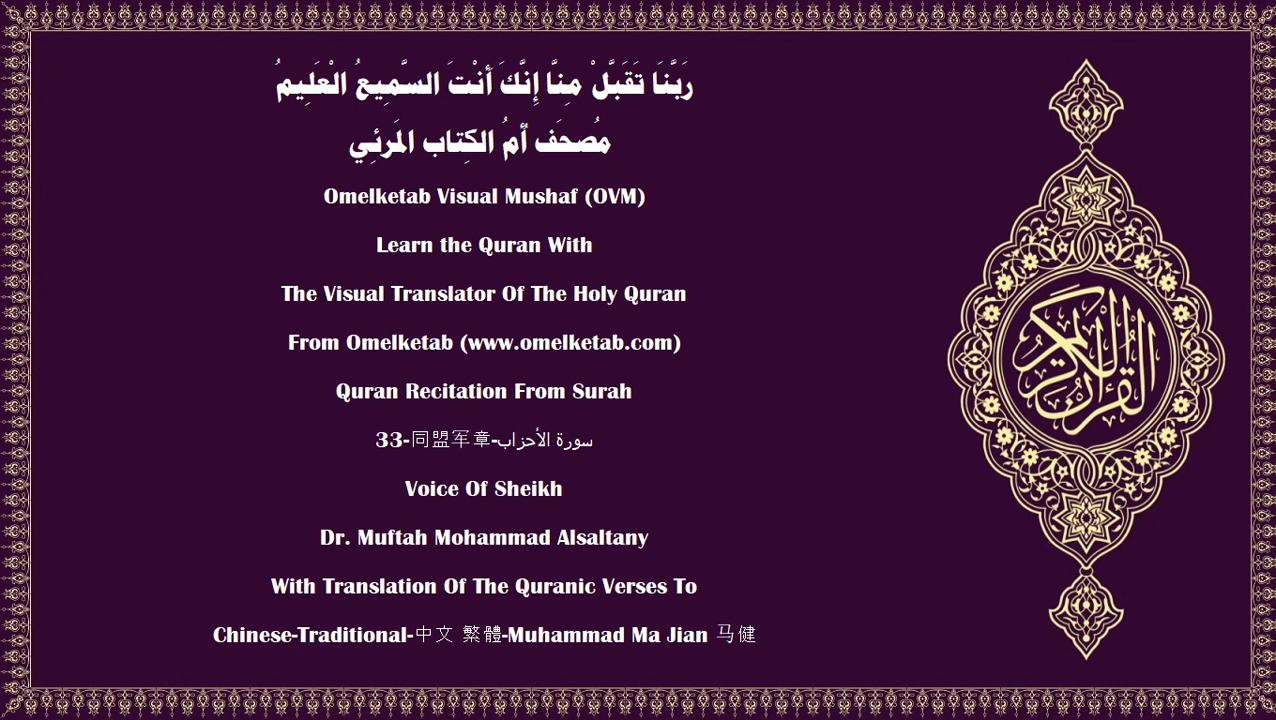 رَبَّنَا تَقَبَّلْ مِنَّا إِنَّكَ أَنْتَ السَّمِيعُ الْعَلِيمُ
مُصحَف أمُ الكِتاب المَرئِي
Omelketab Visual Mushaf (OVM)
Learn the Quran With
The Visual Translator Of The Holy Quran
From Omelketab (www.omelketab.com)
Quran Recitation From Surah
33-同盟军章-سورة الأحزاب
Voice Of Sheikh
Dr. Muftah Mohammad Alsaltany
With Translation Of The Quranic Verses To
Chinese-Traditional-中文 繁體-Muhammad Ma Jian 马健
القرآن الكريم